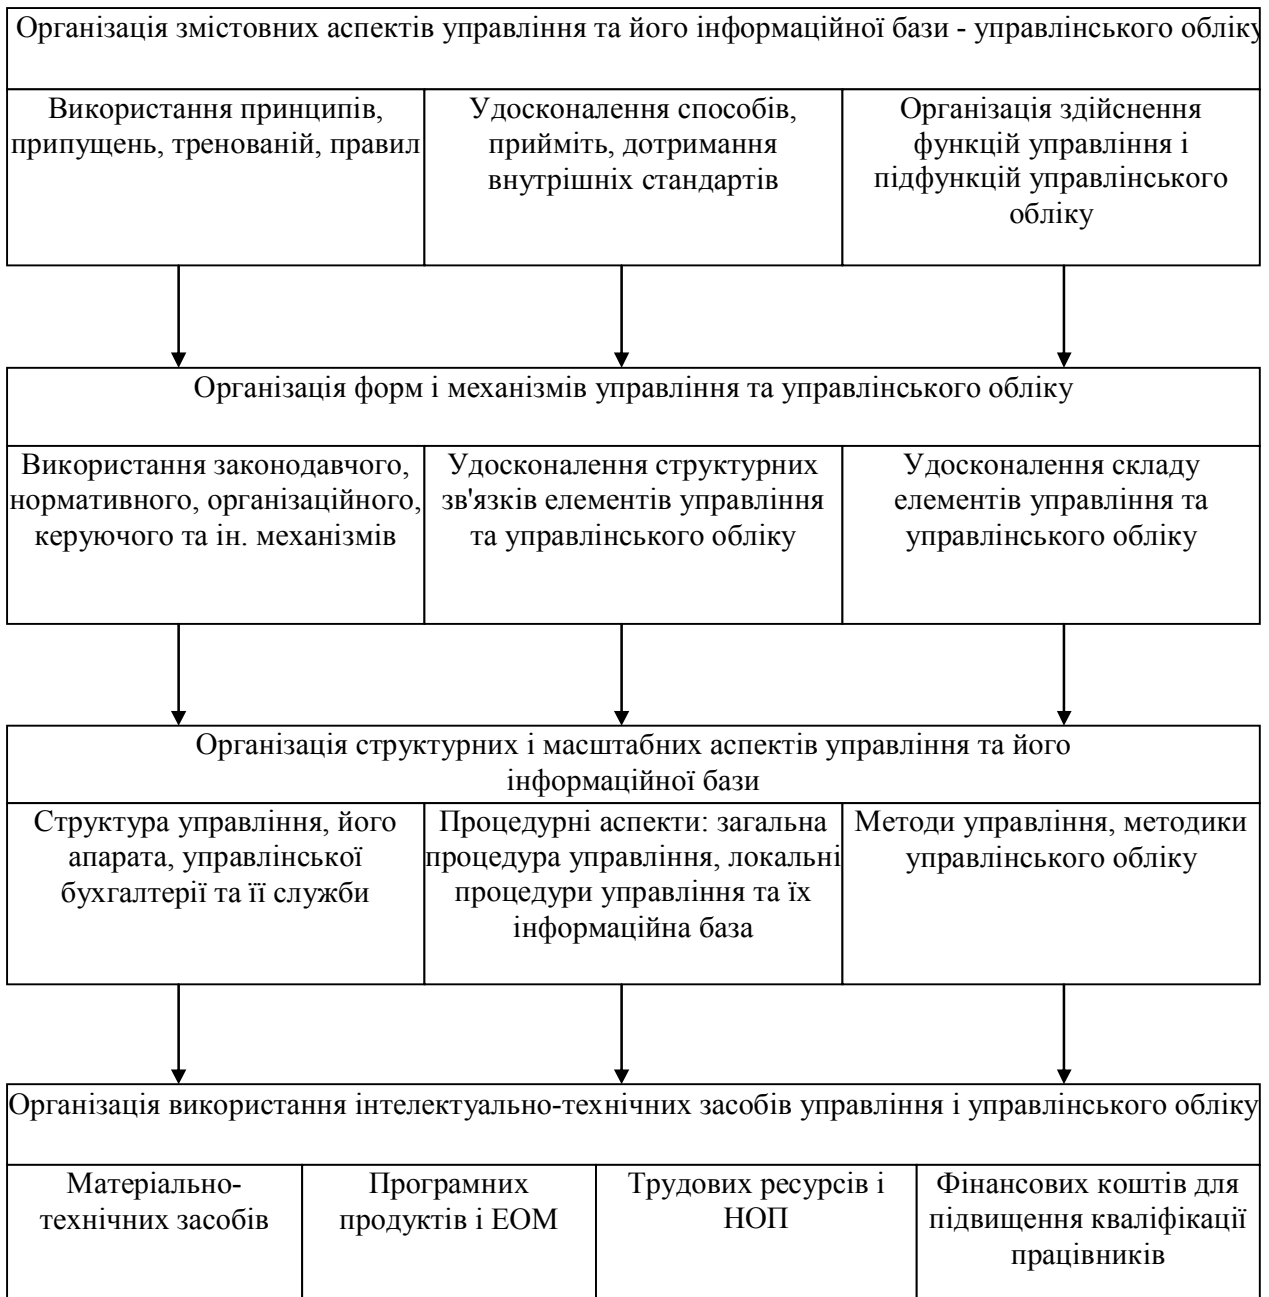 Організація змістовних аспектів управління та його інформаційної бази - управлінського обліку
Використання принципів,
припущень, тренованій, правил
Удосконалення способів,
прийміть, дотримання
внутрішніх стандартів
Організація здійснення
функцій управління і
підфункцій управлінського
обліку
Організація форм і механізмів управління та управлінського обліку
Використання законодавчого,
нормативного, організаційного,
керуючого та ін. механізмів
Удосконалення структурних
зв'язків елементів управління
та управлінського обліку
Удосконалення складу
елементів управління та
управлінського обліку
Організація структурних і масштабних аспектів управління та його
інформаційної бази
Структура управління, його
апарата, управлінської
бухгалтерії та її служби
Процедурні аспекти: загальна
процедура управління, локальні
процедури управління та їх
інформаційна база
Методи управління, методики
управлінського обліку
Організація використання інтелектуально-технічних засобів управління і управлінського обліку
Матеріально-
технічних засобів
Програмних
продуктів і ЕОМ
Трудових ресурсів і
НОП
Фінансових коштів для
підвищення кваліфікації
працівників